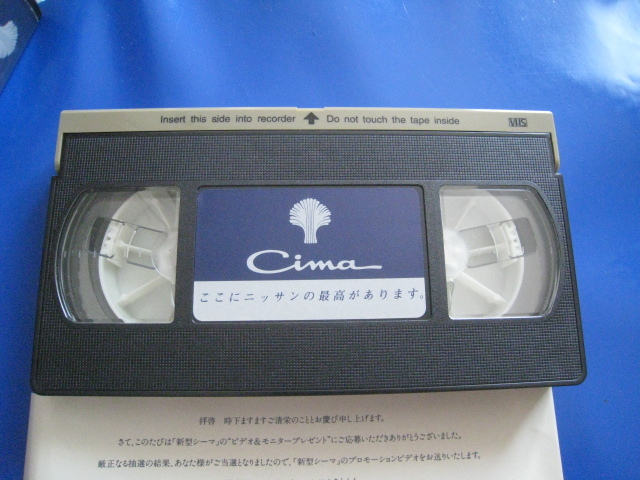 Insert this side into recorder ↑ Do not touch the tape inside
VHS
Cima
ここにニッサンの最高があります。
拝啓 時下ますますご清栄のこととお慶び申し上げます。
さて、このたびは「新型シーマ」の"ビデオ&モニタープレゼント"にご応募いただきありがとうございました。
厳正なる抽選の結果、あなた様がご当選となりましたので、「新型シーマ」のプロモーションビデオをお送りいたします。